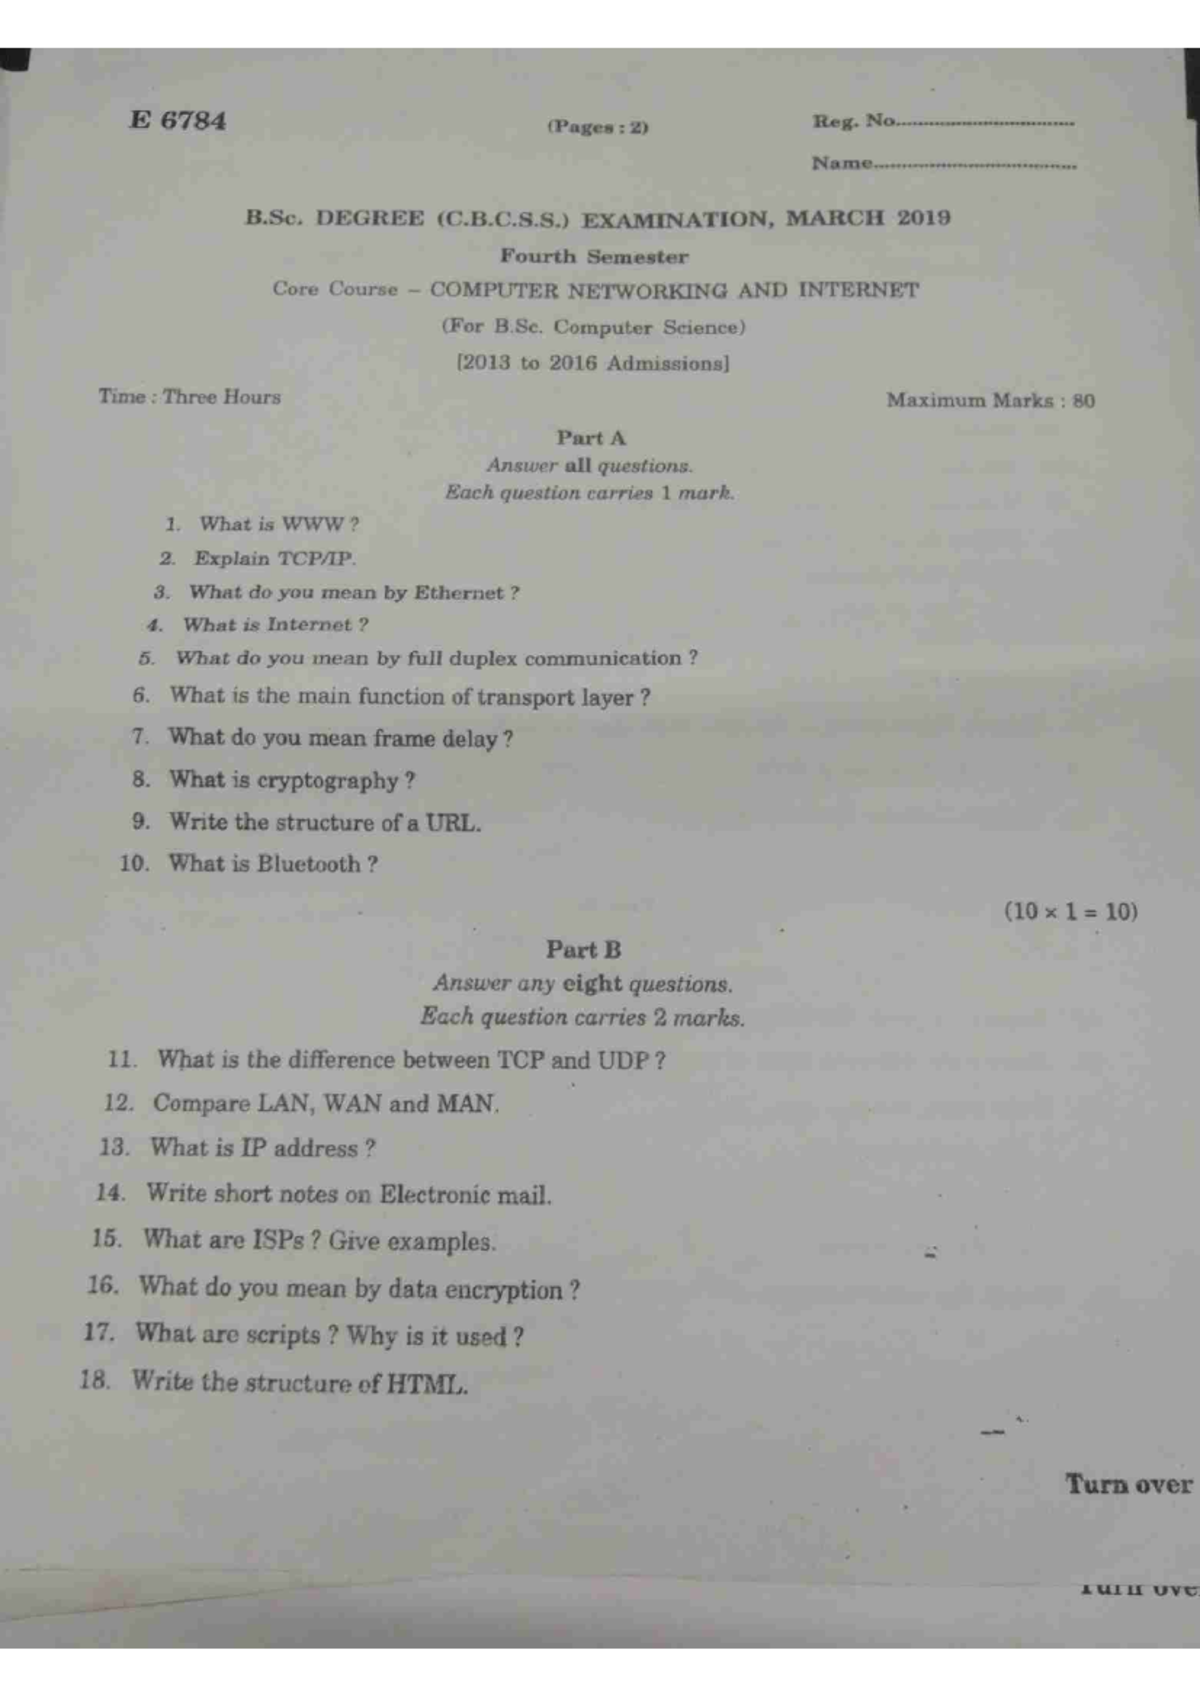 E 6784
(Pages : 2)
Reg. No..................................
Name.....................................
B.Sc. DEGREE (C.B.C.S.S.) EXAMINATION, MARCH 2019
Fourth Semester
Core Course – COMPUTER NETWORKING AND INTERNET
(For B.Sc. Computer Science)
[2013 to 2016 Admissions]
Time : Three Hours
Maximum Marks : 80
Part A
Answer all questions.
Each question carries 1 mark.
1. What is WWW ?
2. Explain TCP/IP.
3. What do you mean by Ethernet ?
4. What is Internet ?
5. What do you mean by full duplex communication ?
6. What is the main function of transport layer ?
7. What do you mean frame delay ?
8. What is cryptography ?
9. Write the structure of a URL.
10. What is Bluetooth ?
(10 × 1 = 10)
Part B
Answer any eight questions.
Each question carries 2 marks.
11. What is the difference between TCP and UDP ?
12. Compare LAN, WAN and MAN.
13. What is IP address ?
14. Write short notes on Electronic mail.
15. What are ISPs ? Give examples.
16. What do you mean by data encryption ?
17. What are scripts ? Why is it used ?
18. Write the structure of HTML.
Turn over
Turn ove